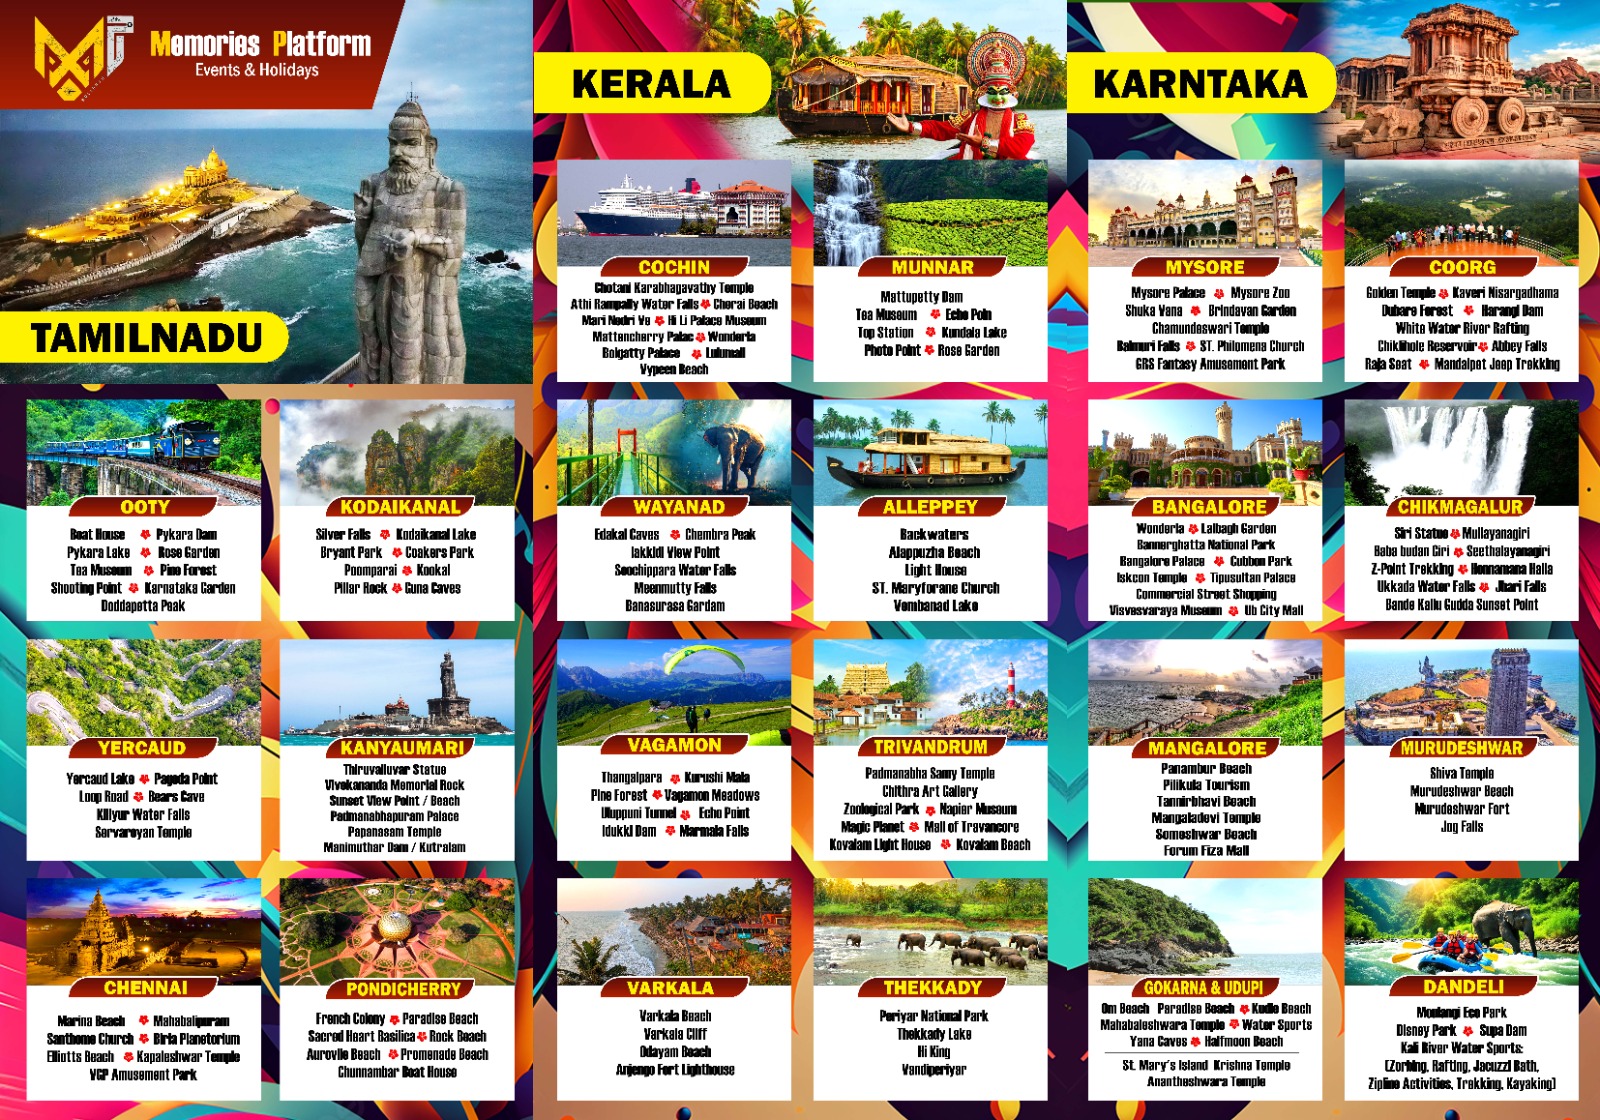 Memories Platform
Events & Holidays
TAMILNADU
OOTY
Boat House Pykara Dam
Pykara Lake Rose Garden
Tea Museum Pine Forest
Shooting Point Karnataka Garden
Doddapetta Peak
KODAIKANAL
Silver Falls Kodaikanal Lake
Bryant Park Coakers Park
Poomparai Kookal
Pillar Rock Guna Caves
YERCAUD
Yercaud Lake Pagoda Point
Loop Road Bears Cave
Killyur Water Falls
Servarayan Temple
KANYAUMARI
Thiruvalluvar Statue
Vivekananda Memorial Rock
Sunset View Point / Beach
Padmanabhapuram Palace
Papanasam Temple
Manimuthar Dam / Kutralam
CHENNAI
Marina Beach Mahabalipuram
Santhome Church Birla Planetorium
Elliotts Beach Kapaleshwar Temple
VGP Amusement Park
PONDICHERRY
French Colony Paradise Beach
Sacred Heart Basilica Rock Beach
Auroville Beach Promenade Beach
Chunnambar Boat House
KERALA
COCHIN
Chotani Karabhagavathy Temple
Athi Rampally Water Falls Cherai Beach
Mari Nedri Ve Hi Li Palace Museum
Mattencherry Palac Wonderla
Bolgatty Palace Lulumall
Vypeen Beach
MUNNAR
Mattupetty Dam
Tea Museum Echo Poin
Top Station Kundala Lake
Photo Point Rose Garden
WAYANAD
Edakal Caves Chembra Peak
lakkidi View Point
Soochippara Water Falls
Meenmutty Falls
Banasurasa Gardam
ALLEPPEY
Backwaters
Alappuzha Beach
Light House
ST. Maryforane Church
Vembanad Lake
VAGAMON
Thangalpara Kurushi Mala
Pine Forest Vagamon Meadows
Uluppuni Tunnel Echo Point
Idukki Dam Marmala Falls
TRIVANDRUM
Padmanabha Samy Temple
Chithra Art Gallery
Zoological Park Napier Museum
Magic Planet Mall of Travancore
Kovalam Light House Kovalam Beach
VARKALA
Varkala Beach
Varkala Cliff
Odayam Beach
Anjengo Fort Lighthouse
THEKKADY
Periyar National Park
Thekkady Lake
Hi King
Vandiperiyar
KARNTAKA
MYSORE
Mysore Palace Mysore Zoo
Shuka Vana Brindavan Garden
Chamundeswari Temple
Balmuri Falls ST. Philomena Church
GRS Fantasy Amusement Park
COORG
Golden Temple Kaveri Nisargadhama
Dubare Forest Harangi Dam
White Water River Rafting
Chiklihole Reservoir Abbey Falls
Raja Seat Mandalpet Jeep Trekking
BANGALORE
Wonderla Lalbagh Garden
Bannerghatta National Park
Bangalore Palace Cubbon Park
Iskcon Temple Tipusultan Palace
Commercial Street Shopping
Visvesvaraya Museum Ub City Mall
CHIKMAGALUR
Siri Statue Mullayanagiri
Baba budan Giri Seethalayanagiri
Z-Point Trekking Honnamana Halla
Ukkada Water Falls Jhari Falls
Bende Kallu Gudda Sunset Point
MANGALORE
Panambur Beach
Pilikula Tourism
Tannirbhavi Beach
Mangaladevi Temple
Someshwar Beach
Forum Fiza Mall
MURUDESHWAR
Shiva Temple
Murudeshwar Beach
Murudeshwar Fort
Jog Falls
GOKARNA & UDUPI
Om Beach Paradise Beach Kudle Beach
Mahabaleshwara Temple Water Sports
Yana Caves Halfmoon Beach
St. Mary's Island Krishna Temple
Anantheshwara Temple
DANDELI
Moulangi Eco Park
Disney Park Supa Dam
Kali River Water Sports:
[Zorbing, Rafting, Jacuzzi Bath,
Zipline Activities, Trekking, Kayaking]